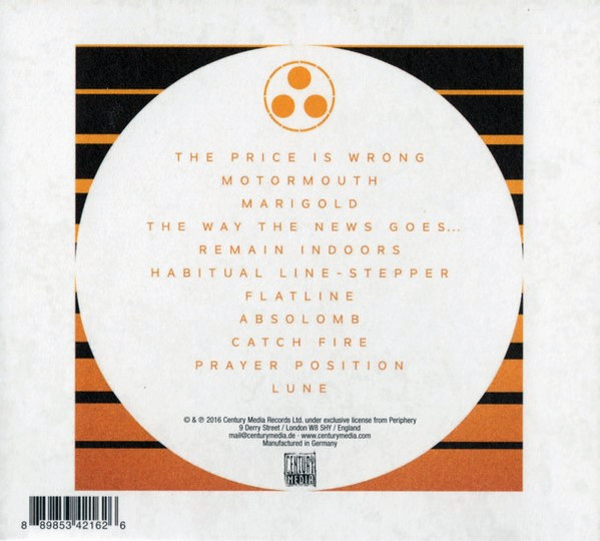 THE PRICE IS WRONG
MOTORMOUTH
MARIGOLD
THE WAY THE NEWS GOES...
REMAIN INDOORS
HABITUAL LINE-STEPPER
FLATLINE
ABSOLOMB
CATCH FIRE
PRAYER POSITION
LUNE
© & ℗ 2016 Century Media Records Ltd. under exclusive license from Periphery
9 Derry Street / London W8 5HY / England
mail@centurymedia.de · www.centurymedia.com
Manufactured in Germany
CENTURY
MEDIA
8 89853 42162 6